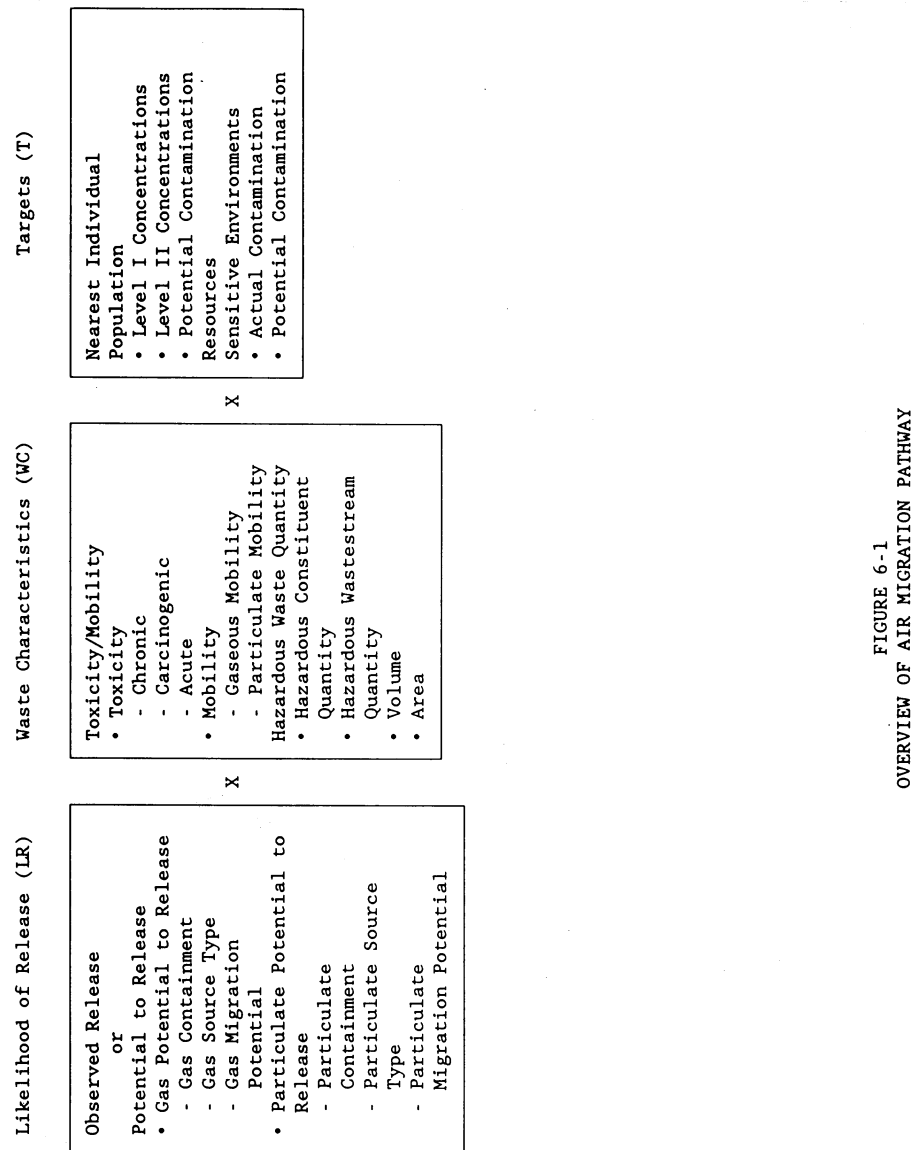 Likelihood of Release (LR)
Observed Release
or
Potential to Release
• Gas Potential to Release
- Gas Containment
- Gas Source Type
- Gas Migration
Potential
• Particulate Potential to
Release
- Particulate
Containment
- Particulate Source
Type
- Particulate
Migration Potential
X
Waste Characteristics (WC)
Toxicity/Mobility
• Toxicity
- Chronic
- Carcinogenic
- Acute
• Mobility
- Gaseous Mobility
- Particulate Mobility
Hazardous Waste Quantity
• Hazardous Constituent
Quantity
• Hazardous Wastestream
Quantity
• Volume
• Area
X
Targets (T)
Nearest Individual
Population
• Level I Concentrations
• Level II Concentrations
• Potential Contamination
Resources
Sensitive Environments
• Actual Contamination
• Potential Contamination
FIGURE 6-1
OVERVIEW OF AIR MIGRATION PATHWAY